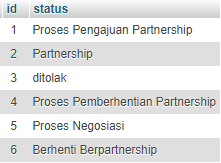 id status
1 Proses Pengajuan Partnership
2 Partnership
3 ditolak
4 Proses Pemberhentian Partnership
5 Proses Negosiasi
6 Berhenti Berpartnership